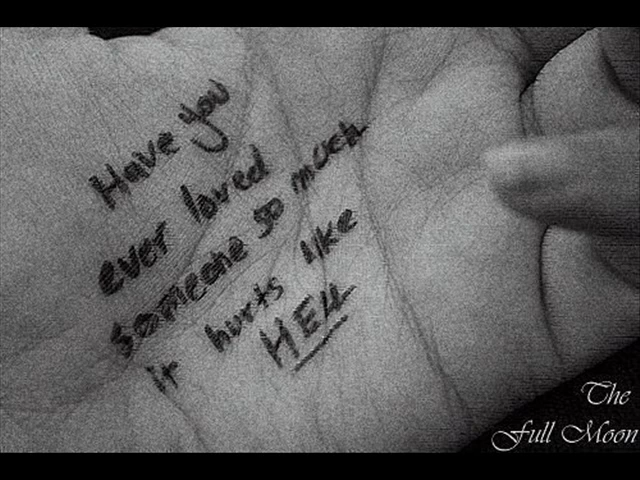 Have you
ever loved
someone so much
it hurts like
HELL
The
Full Moon